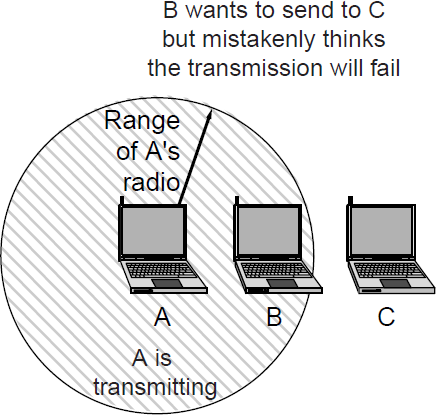 B wants to send to C
but mistakenly thinks
the transmission will fail
Range
of A's
radio
A
B
C
A is
transmitting